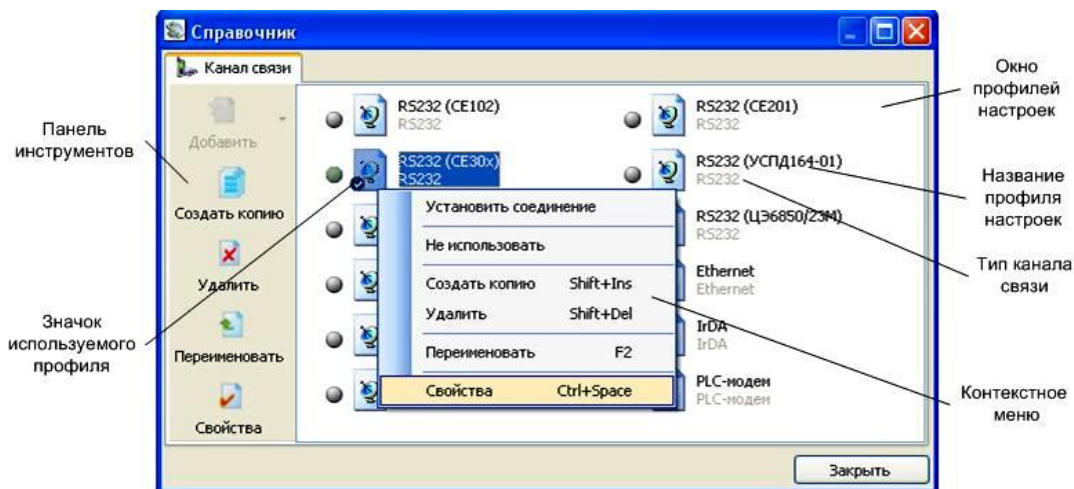 Справочник
Канал связи
Панель
инструментов
Значок
используемого
профиля
Добавить
Создать копию
Удалить
Переименовать
Свойства
RS232 (CE102)
RS232
RS232 (CE30x)
RS232
RS232 (CE201)
RS232
RS232 (УСПД164-01)
RS232
RS232 (ЦЭ6850/23М)
RS232
Ethernet
Ethernet
IrDA
IrDA
PLC-модем
PLC-модем
Установить соединение
Не использовать
Создать копию Shift+Ins
Удалить Shift+Del
Переименовать F2
Свойства Ctrl+Space
Закрыть
Окно
профилей
настроек
Название
профиля
настроек
Тип канала
связи
Контекстное
меню